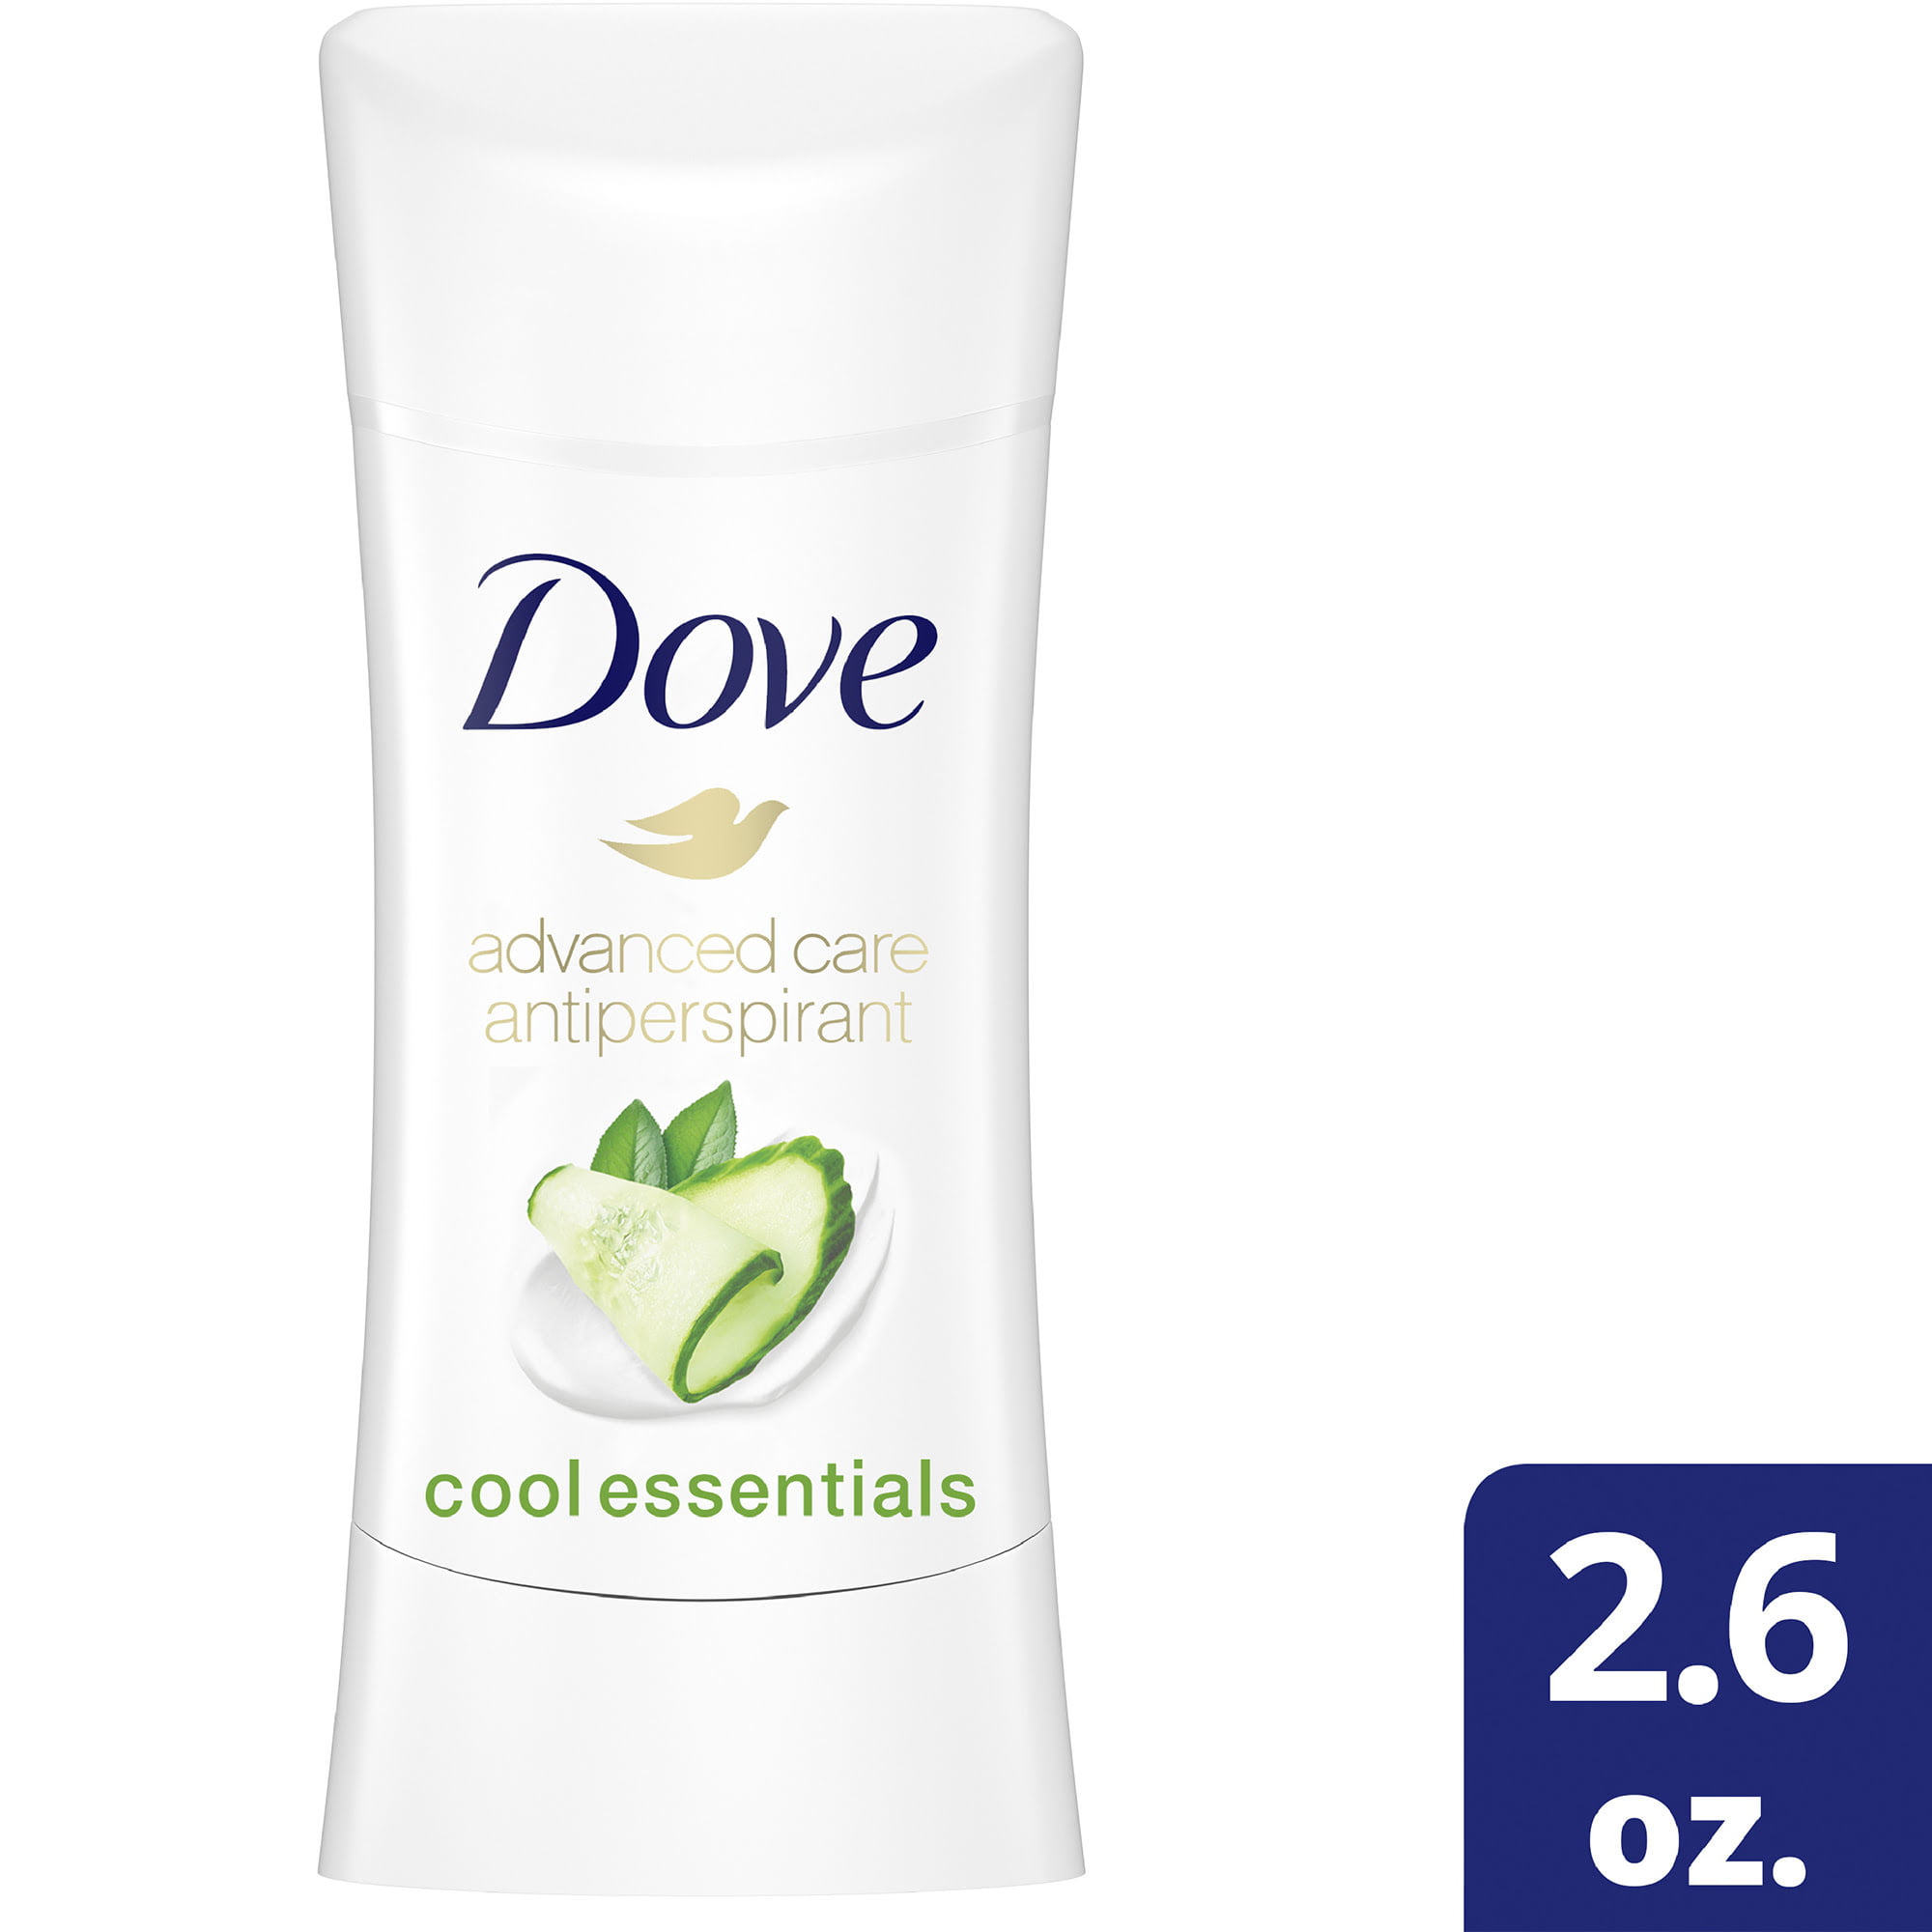 Dove
advanced care
antiperspirant
cool essentials
2.6
oz.